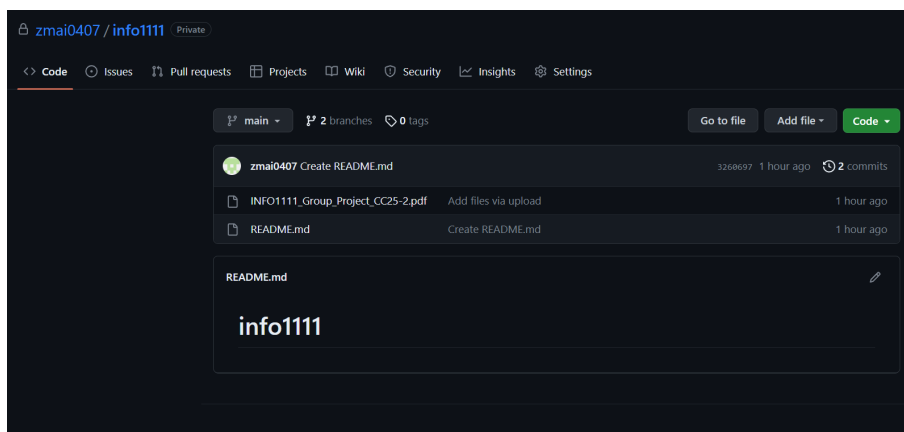 zmai0407 / info1111 Private
Code Issues Pull requests Projects Wiki Security Insights Settings
main 2 branches 0 tags Go to file Add file Code
zmai0407 Create README.md 3260697 1 hour ago 2 commits
INFO1111_Group_Project_CC25-2.pdf Add files via upload 1 hour ago
README.md Create README.md 1 hour ago
README.md
info1111